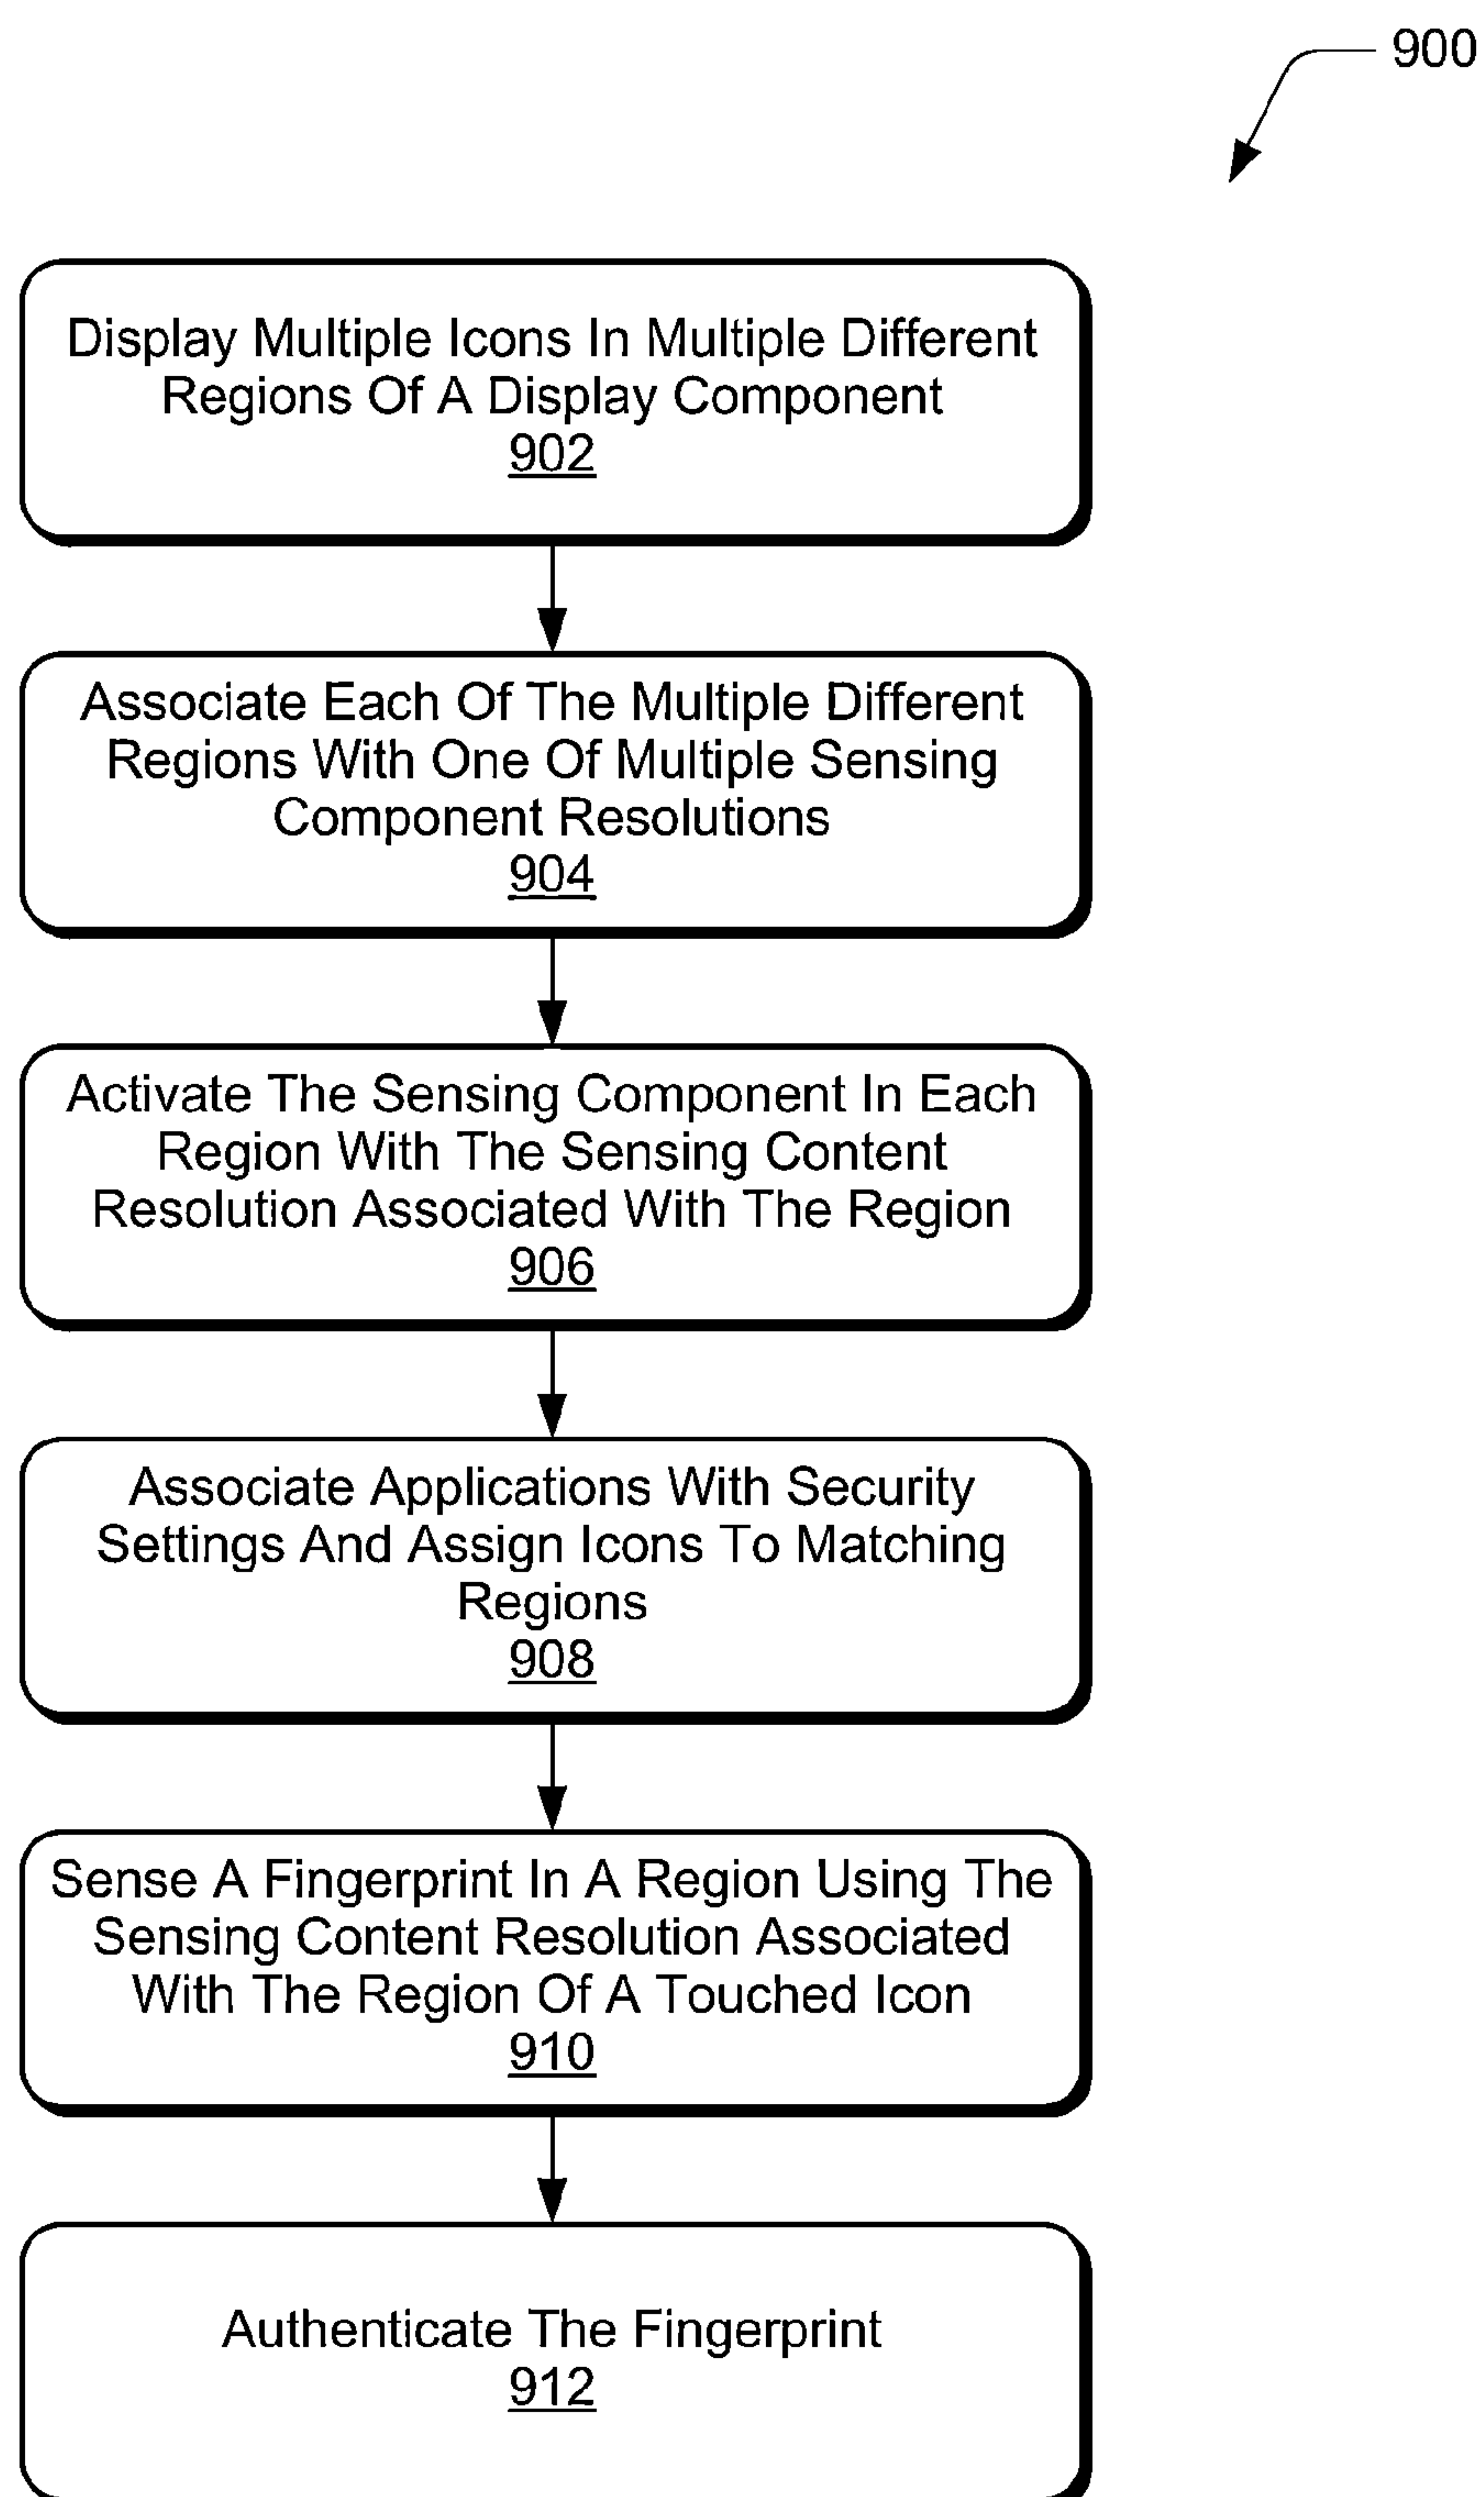 900
Display Multiple Icons In Multiple Different
Regions Of A Display Component
902
Associate Each Of The Multiple Different
Regions With One Of Multiple Sensing
Component Resolutions
904
Activate The Sensing Component In Each
Region With The Sensing Content
Resolution Associated With The Region
906
Associate Applications With Security
Settings And Assign Icons To Matching
Regions
908
Sense A Fingerprint In A Region Using The
Sensing Content Resolution Associated
With The Region Of A Touched Icon
910
Authenticate The Fingerprint
912